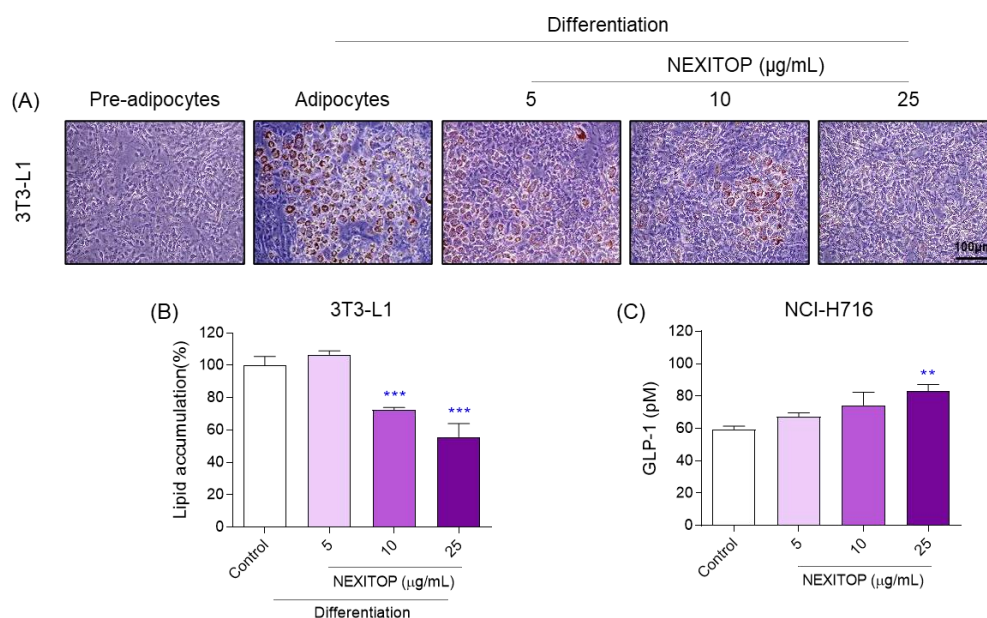 Differentiation
NEXITOP (µg/mL)
(A) Pre-adipocytes Adipocytes 5 10 25
3T3-L1
100µm
(B) 3T3-L1
Lipid accumulation(%)
120
100
80
60
40
20
0
***
***
Control 5 10 25
NEXITOP (µg/mL)
Differentiation
(C) NCI-H716
GLP-1 (pM)
120
100
80
60
40
20
0
**
Control 5 10 25
NEXITOP (µg/mL)